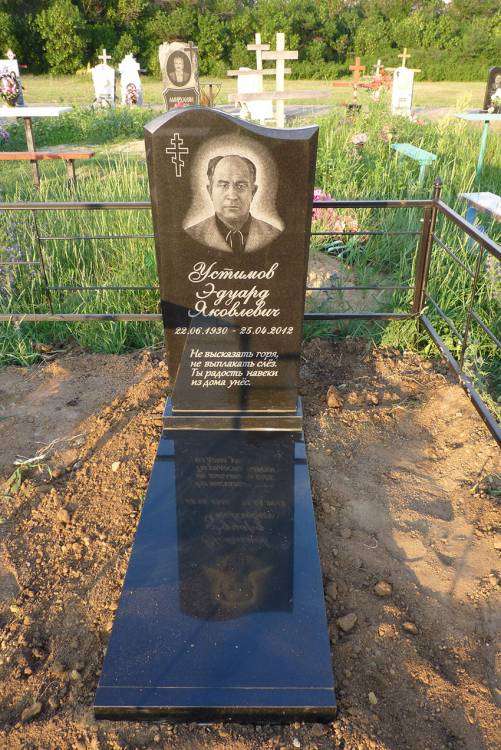 Устимов
Эдуард
Яковлевич
22.06.1930 - 25.04.2012
Не высказать горя,
не выплакать слёз.
Ты радость навеки
из дома унёс.